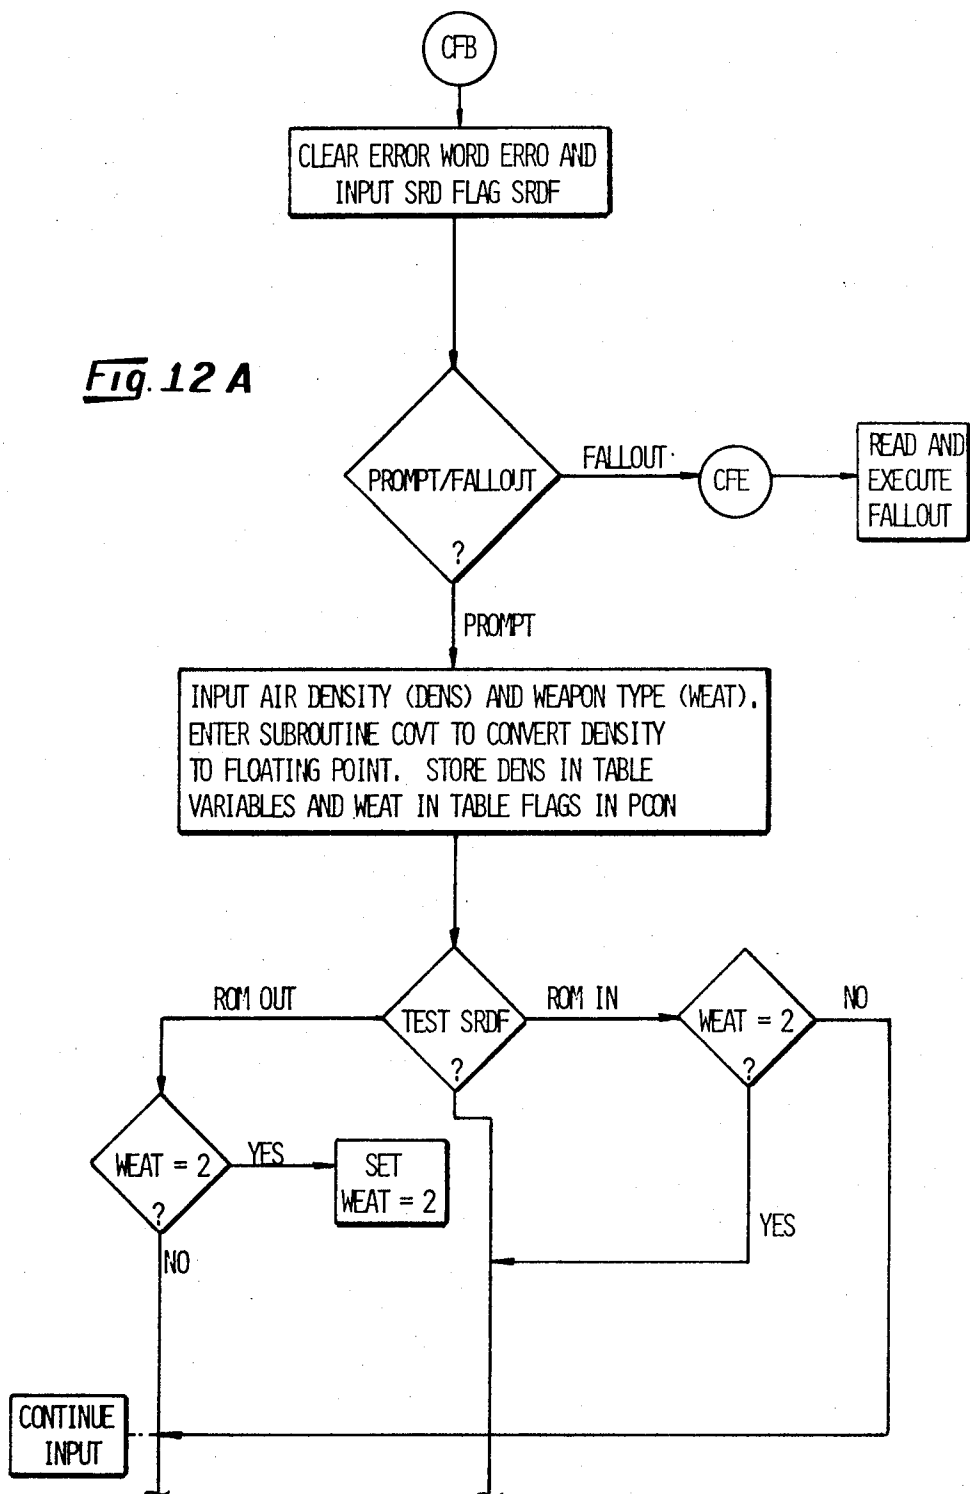 CFB
CLEAR ERROR WORD ERRO AND
INPUT SRD FLAG SRDF
Fig. 12 A
PROMPT/FALLOUT
?
FALLOUT
CFE
READ AND
EXECUTE
FALLOUT
PROMPT
INPUT AIR DENSITY (DENS) AND WEAPON TYPE (WEAT).
ENTER SUBROUTINE COVT TO CONVERT DENSITY
TO FLOATING POINT. STORE DENS IN TABLE
VARIABLES AND WEAT IN TABLE FLAGS IN PCON
ROM OUT
TEST SRDF
?
ROM IN
WEAT = 2
?
NO
WEAT = 2
?
YES
SET
WEAT = 2
YES
NO
CONTINUE
INPUT